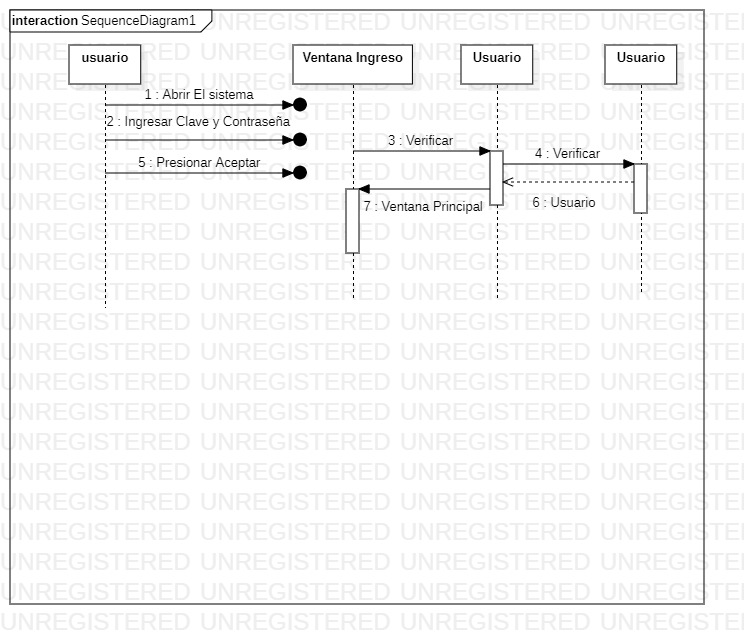 interaction SequenceDiagram1
usuario
Ventana Ingreso
Usuario
Usuario
1 : Abrir El sistema
2 : Ingresar Clave y Contraseña
3 : Verificar
4 : Verificar
5 : Presionar Aceptar
6 : Usuario
7 : Ventana Principal
UNREGISTERED UNREGISTERED UNREGISTERED UNREGISTERED